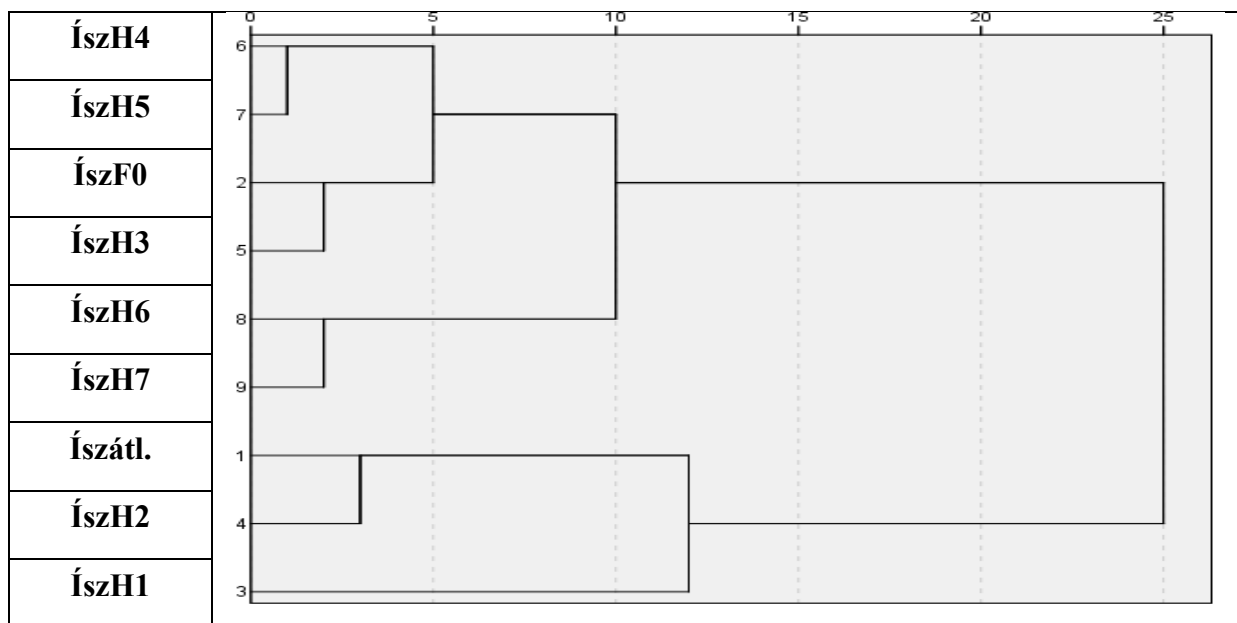 0 5 10 15 20 25
ÍszH4 6
ÍszH5 7
ÍszF0 2
ÍszH3 5
ÍszH6 8
ÍszH7 9
Íszátl. 1
ÍszH2 4
ÍszH1 3